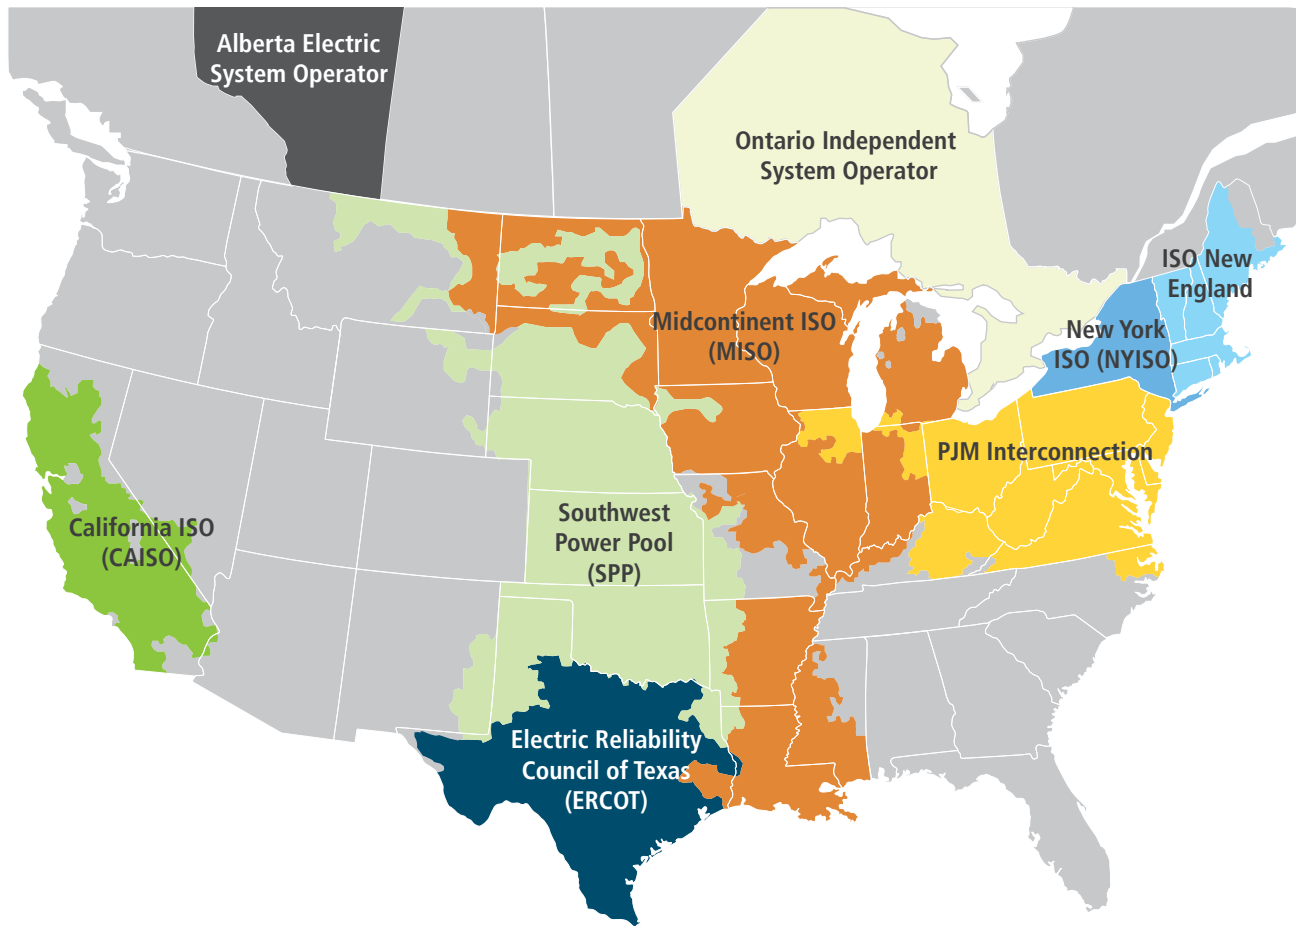 Alberta Electric
System Operator
Ontario Independent
System Operator
ISO New
England
Midcontinent ISO
(MISO)
New York
ISO (NYISO)
PJM Interconnection
California ISO
(CAISO)
Southwest
Power Pool
(SPP)
Electric Reliability
Council of Texas
(ERCOT)